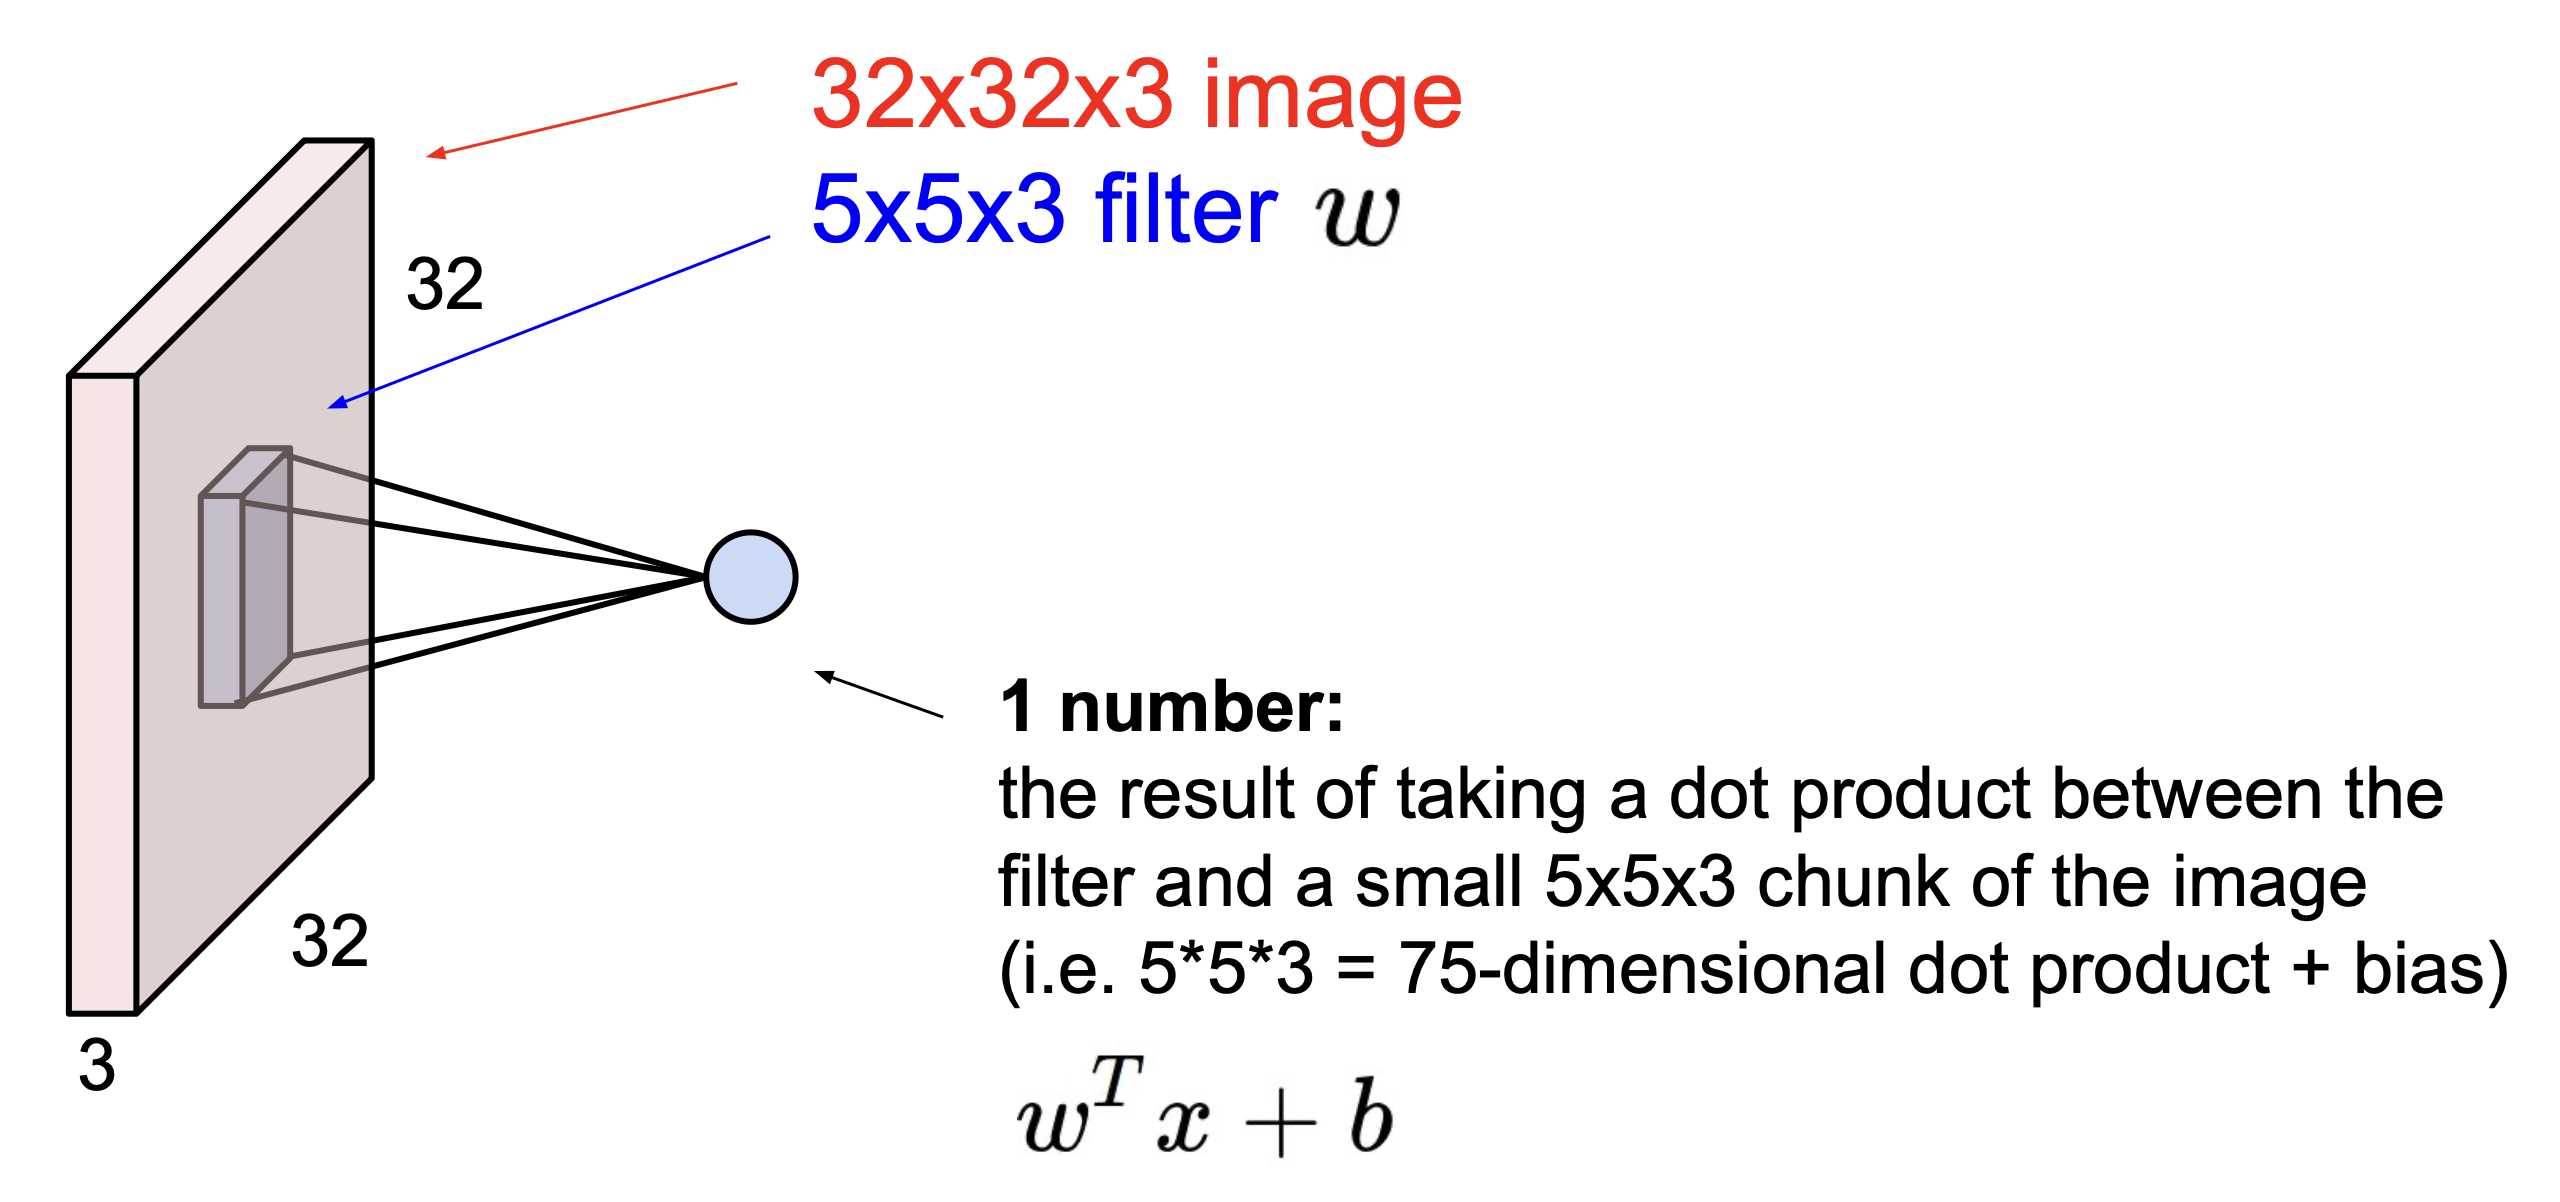 32x32x3 image
5x5x3 filter w
32
1 number:
the result of taking a dot product between the
filter and a small 5x5x3 chunk of the image
(i.e. 5*5*3 = 75-dimensional dot product + bias)
32
3
w^T x + b